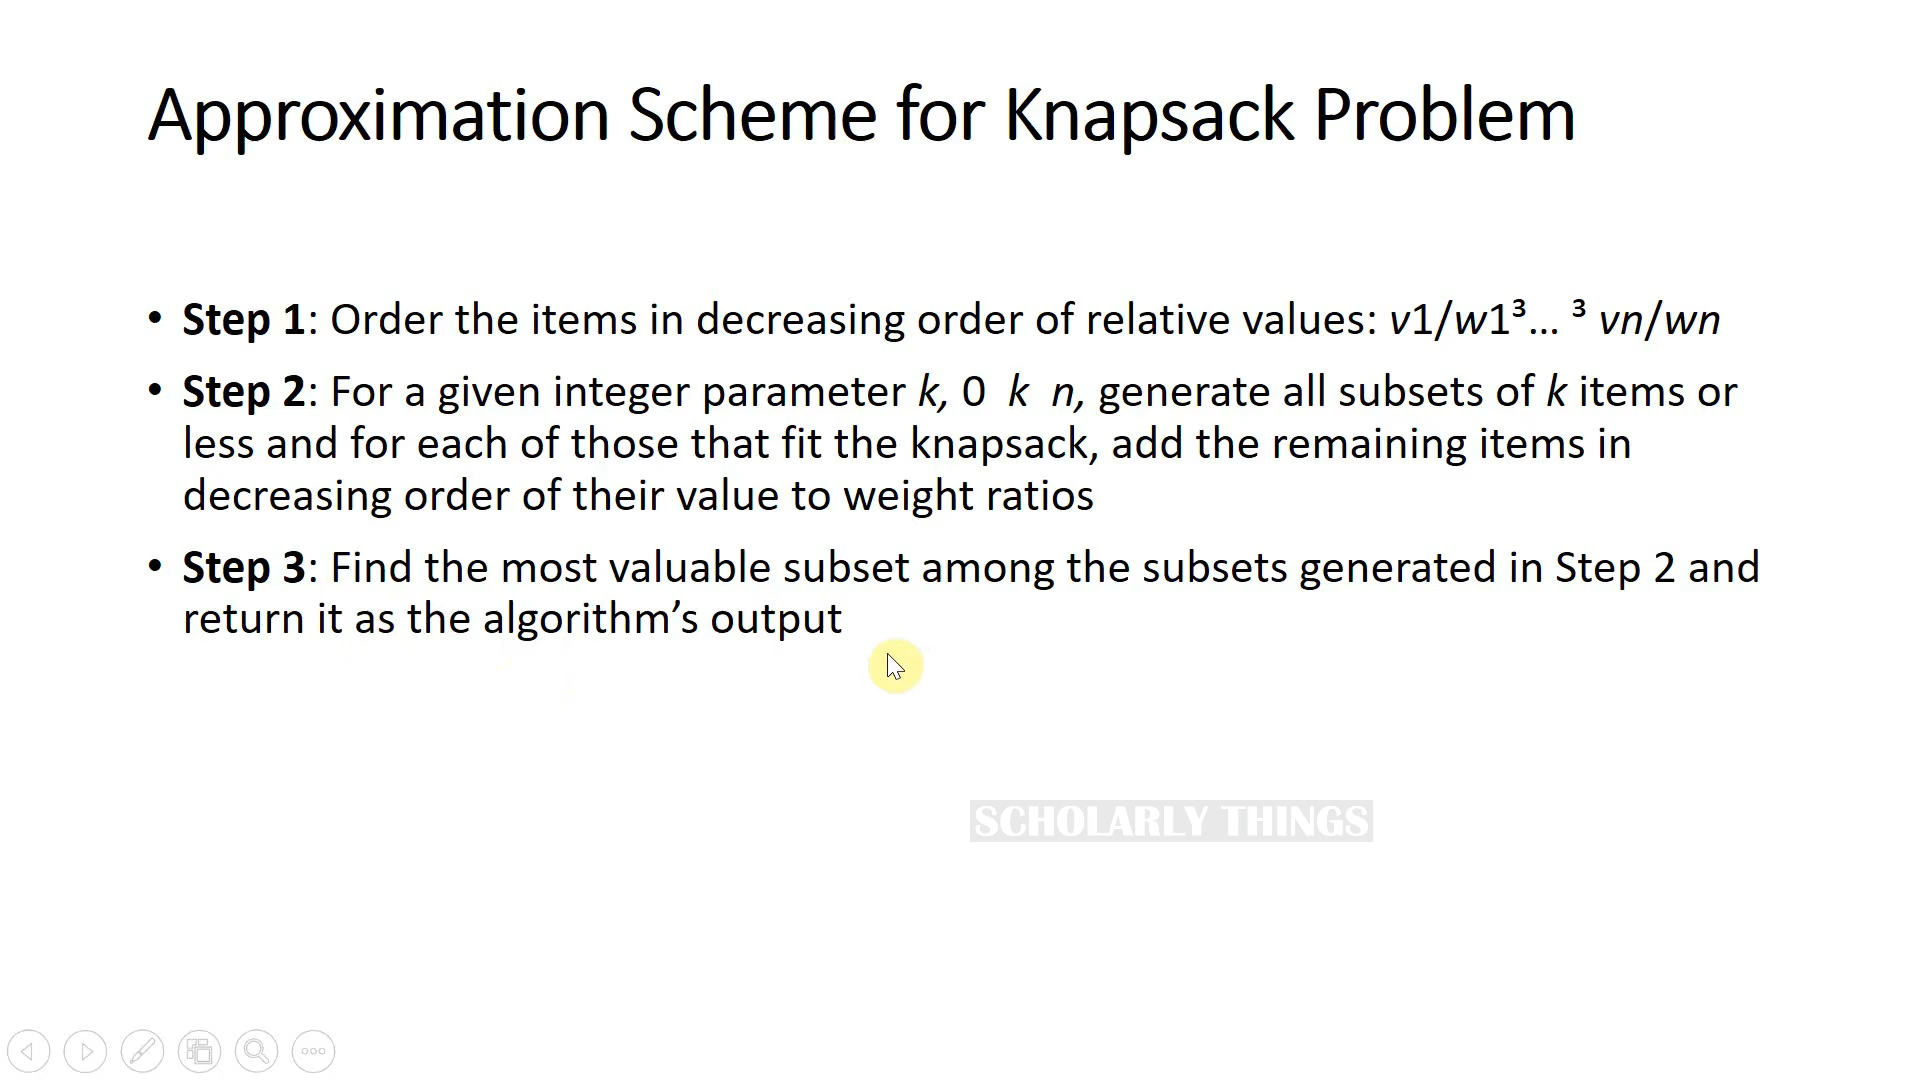 Approximation Scheme for Knapsack Problem
• Step 1: Order the items in decreasing order of relative values: v1/w1³… ³ vn/wn
• Step 2: For a given integer parameter k, 0  k  n, generate all subsets of k items or
less and for each of those that fit the knapsack, add the remaining items in
decreasing order of their value to weight ratios
• Step 3: Find the most valuable subset among the subsets generated in Step 2 and
return it as the algorithm’s output
SCHOLARLY THINGS